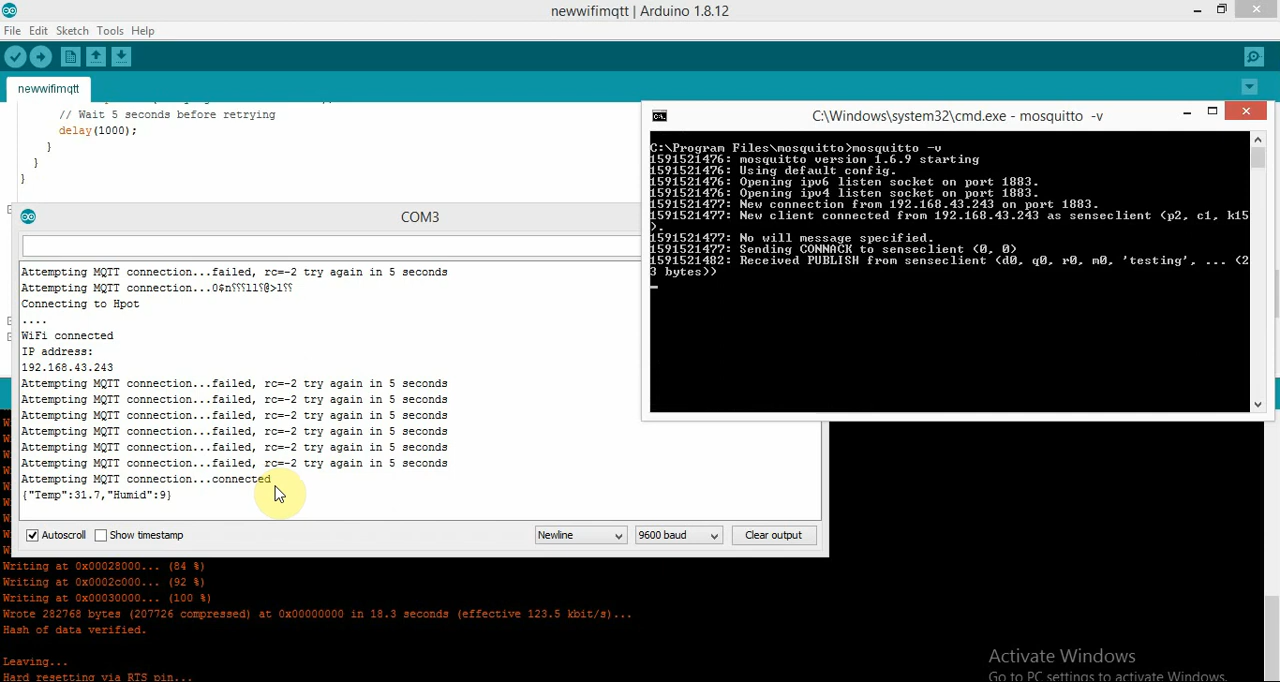 newwifimqtt | Arduino 1.8.12
File Edit Sketch Tools Help
newwifimqtt
// Wait 5 seconds before retrying
delay(1000);
}
}
}
C:\Windows\system32\cmd.exe - mosquitto -v
C:\Program Files\mosquitto>mosquitto -v
1591521476: mosquitto version 1.6.9 starting
1591521476: Using default config.
1591521476: Opening ipv6 listen socket on port 1883.
1591521476: Opening ipv4 listen socket on port 1883.
1591521477: New connection from 192.168.43.243 on port 1883.
1591521477: New client connected from 192.168.43.243 as senseclient (p2, c1, k15
).
1591521477: No will message specified.
1591521477: Sending CONNACK to senseclient (0, 0)
1591521482: Received PUBLISH from senseclient (d0, q0, r0, m0, 'testing', ... (2
3 bytes))
COM3
Attempting MQTT connection...failed, rc=-2 try again in 5 seconds
Attempting MQTT connection...
Connecting to Hpot
....
WiFi connected
IP address:
192.168.43.243
Attempting MQTT connection...failed, rc=-2 try again in 5 seconds
Attempting MQTT connection...failed, rc=-2 try again in 5 seconds
Attempting MQTT connection...failed, rc=-2 try again in 5 seconds
Attempting MQTT connection...failed, rc=-2 try again in 5 seconds
Attempting MQTT connection...failed, rc=-2 try again in 5 seconds
Attempting MQTT connection...failed, rc=-2 try again in 5 seconds
Attempting MQTT connection...connected
{"Temp":31.7,"Humid":9}
Autoscroll Show timestamp Newline 9600 baud Clear output
Writing at 0x00028000... (84 %)
Writing at 0x0002c000... (92 %)
Writing at 0x00030000... (100 %)
Wrote 282768 bytes (207726 compressed) at 0x00000000 in 18.3 seconds (effective 123.5 kbit/s)...
Hash of data verified.
Leaving...
Hard resetting via RTS pin...
Activate Windows
Go to PC settings to activate Windows.